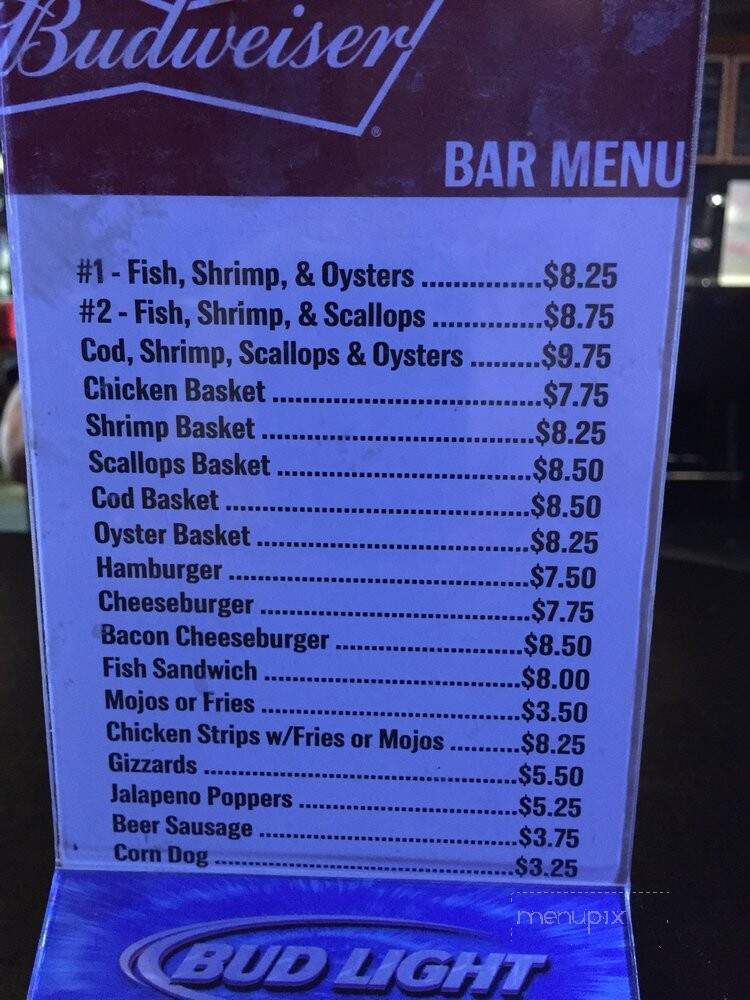 Budweiser
®
BAR MENU
#1 - Fish, Shrimp, & Oysters ...............$8.25
#2 - Fish, Shrimp, & Scallops ..............$8.75
Cod, Shrimp, Scallops & Oysters .........$9.75
Chicken Basket ...................................$7.75
Shrimp Basket ...................................$8.25
Scallops Basket .................................$8.50
Cod Basket ........................................$8.50
Oyster Basket ....................................$8.25
Hamburger ........................................$7.50
Cheeseburger ....................................$7.75
Bacon Cheeseburger .........................$8.50
Fish Sandwich ...................................$8.00
Mojos or Fries ...................................$3.50
Chicken Strips w/Fries or Mojos ..........$8.25
Gizzards ............................................$5.50
Jalapeno Poppers ..............................$5.25
Beer Sausage ....................................$3.75
Corn Dog ..........................................$3.25
menupix
BUD LIGHT